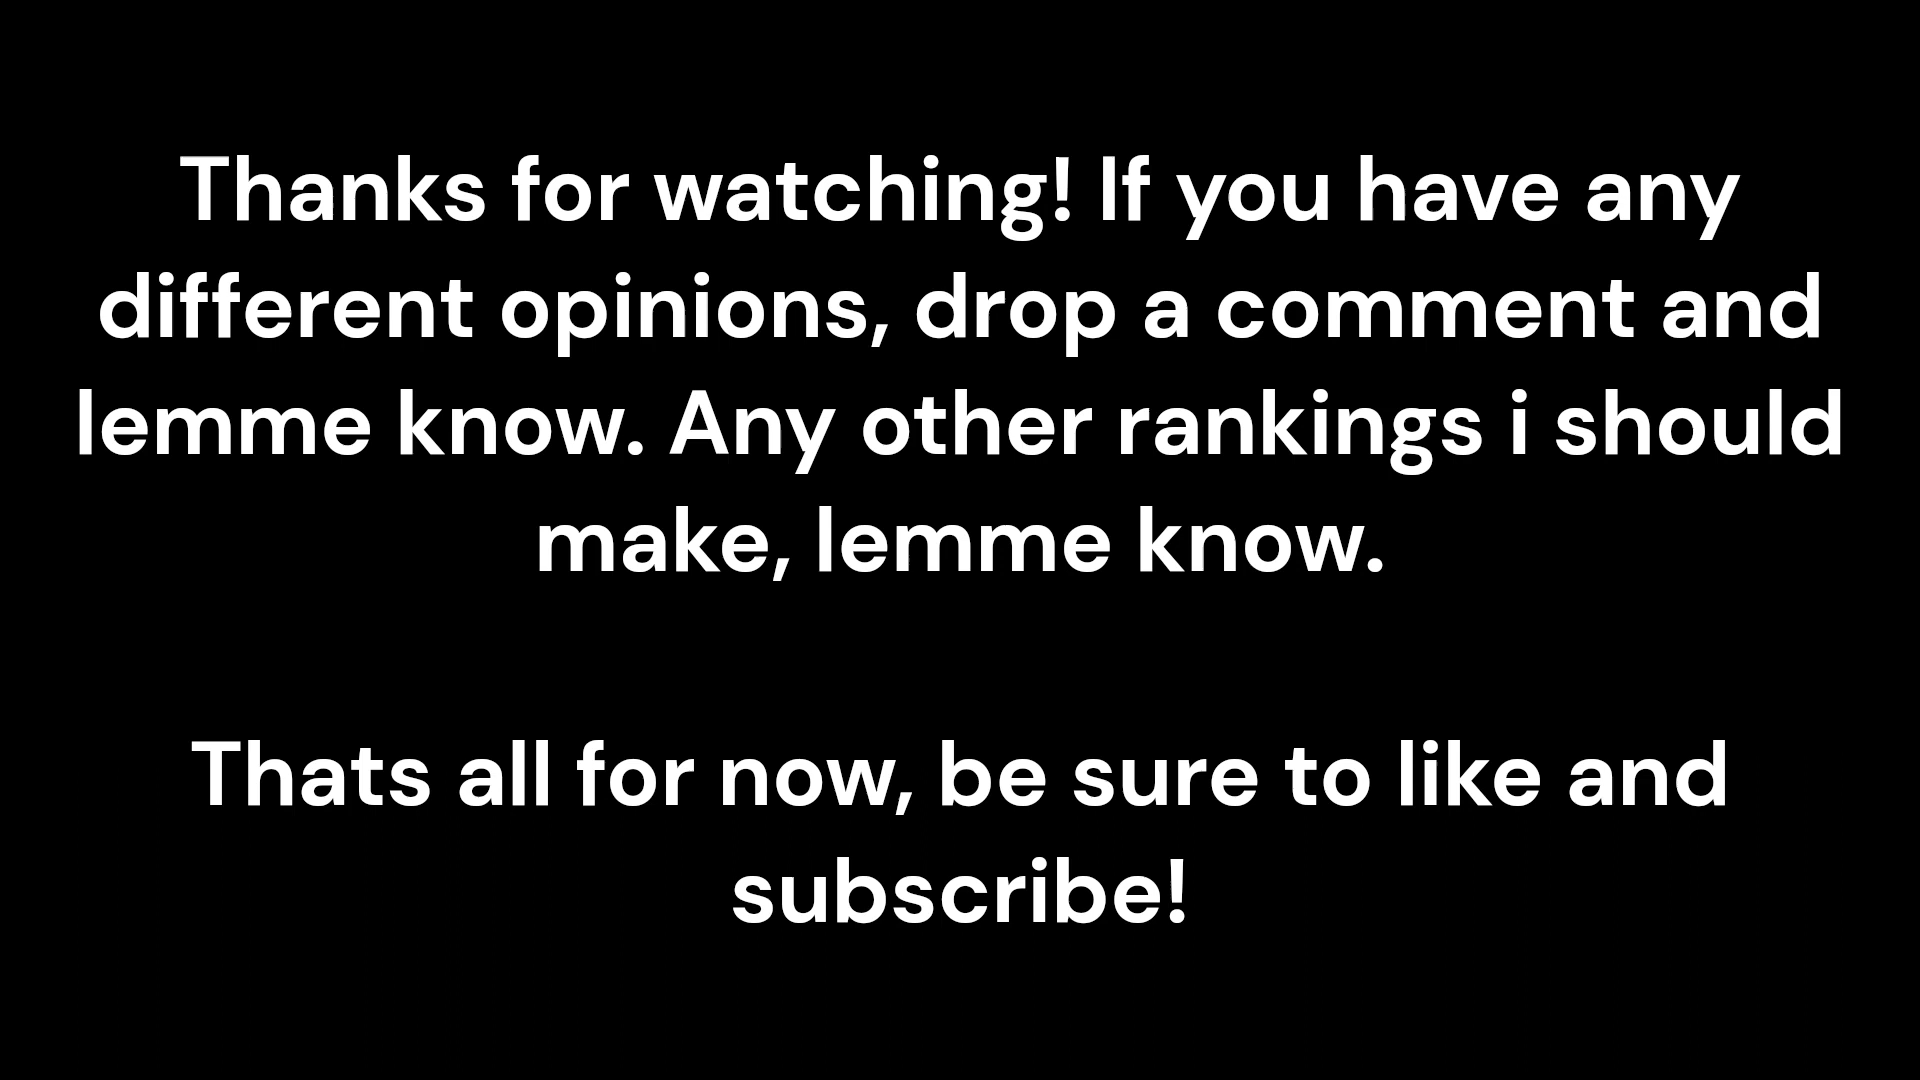 Thanks for watching! If you have any
different opinions, drop a comment and
lemme know. Any other rankings i should
make, lemme know.
Thats all for now, be sure to like and
subscribe!